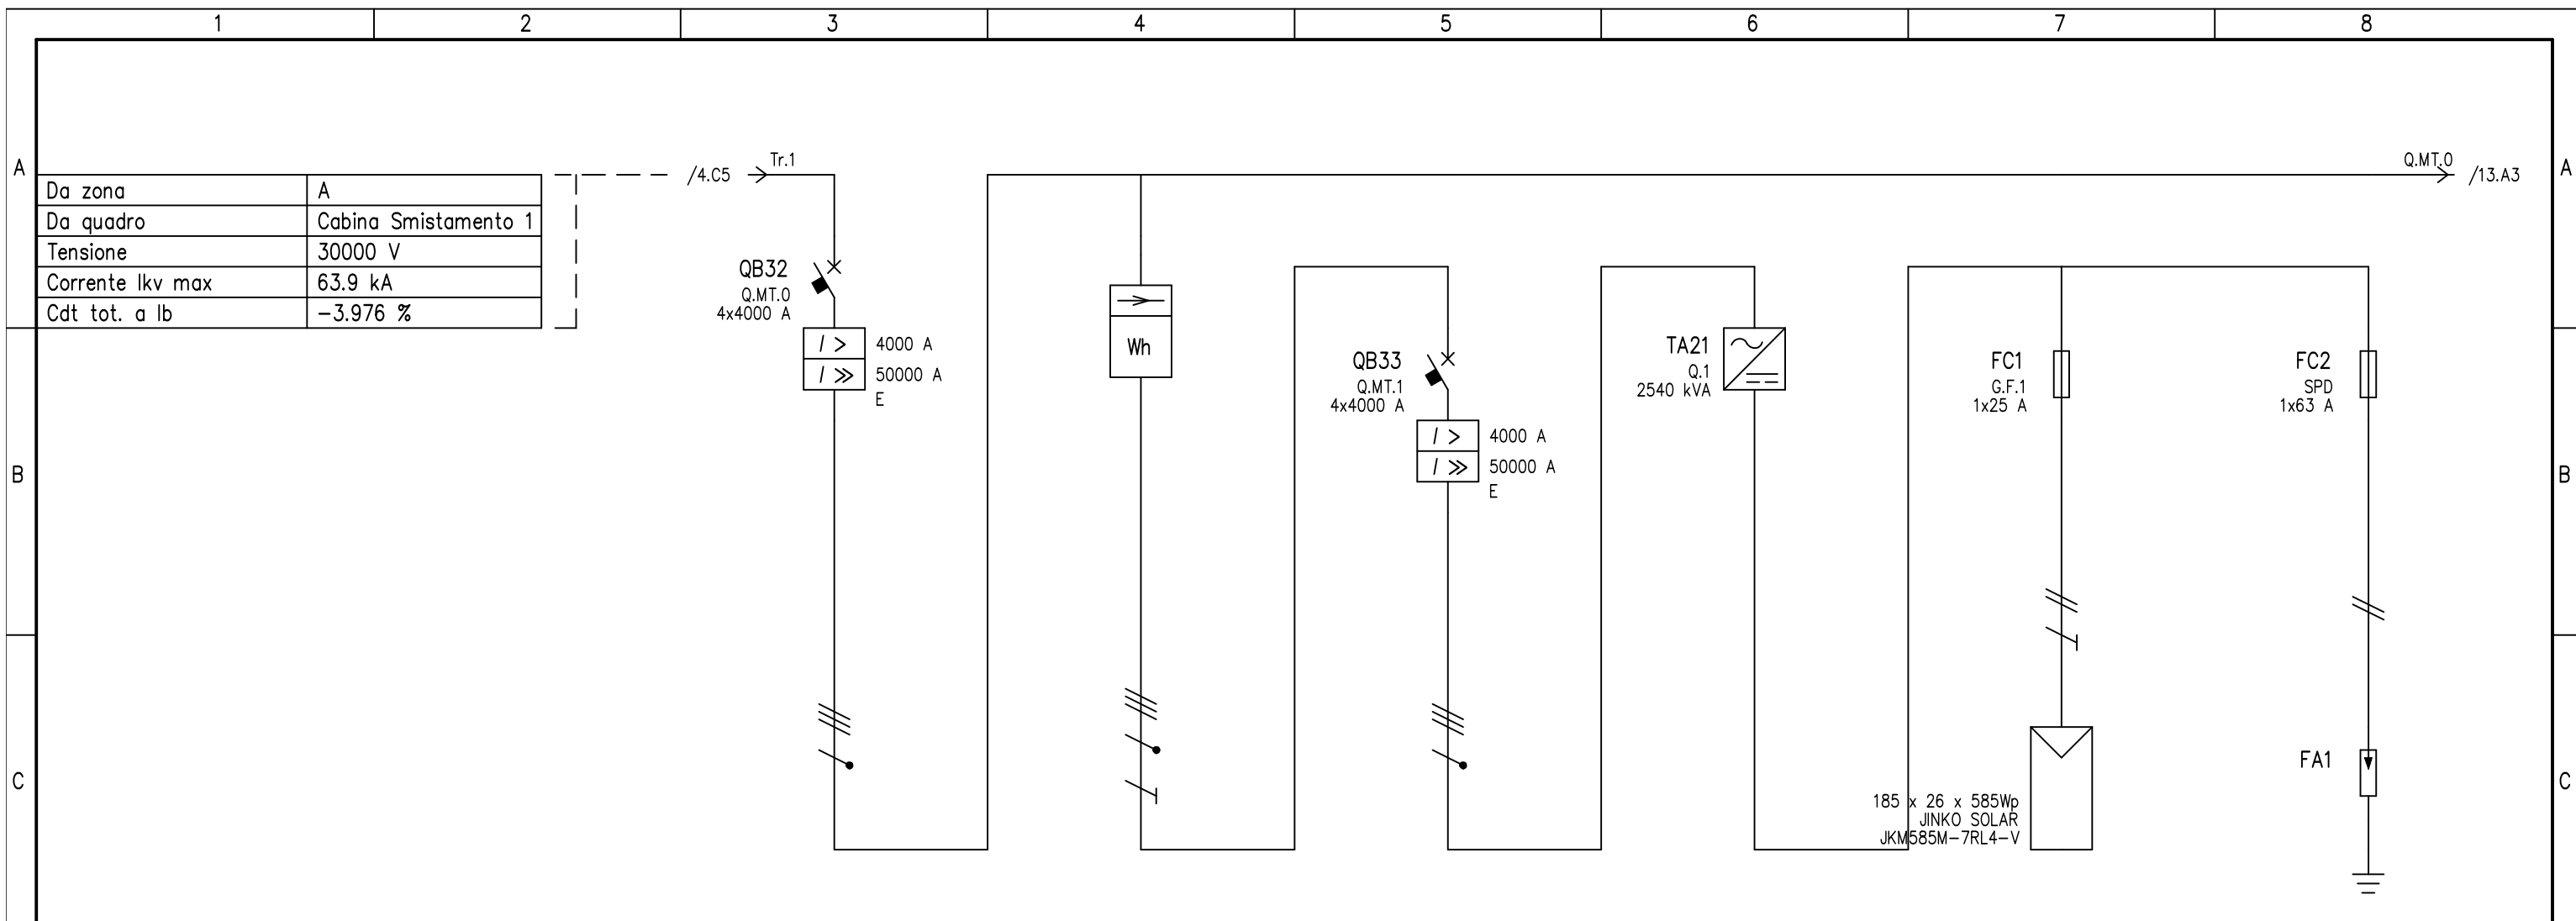 1 2 3 4 5 6 7 8
A A
Tr.1
/4.C5
Q.MT.0
/13.A3
Da zona A
Da quadro Cabina Smistamento 1
Tensione 30000 V
Corrente Ikv max 63.9 kA
Cdt tot. a Ib -3.976 %
QB32
Q.MT.0
4x4000 A
I > 4000 A
I >> 50000 A
E
Wh
QB33
Q.MT.1
4x4000 A
I > 4000 A
I >> 50000 A
E
TA21
Q.1
2540 kVA
FC1
G.F.1
1x25 A
FC2
SPD
1x63 A
B B
FA1
C C
185 x 26 x 585Wp
JINKO SOLAR
JKM585M-7RL4-V